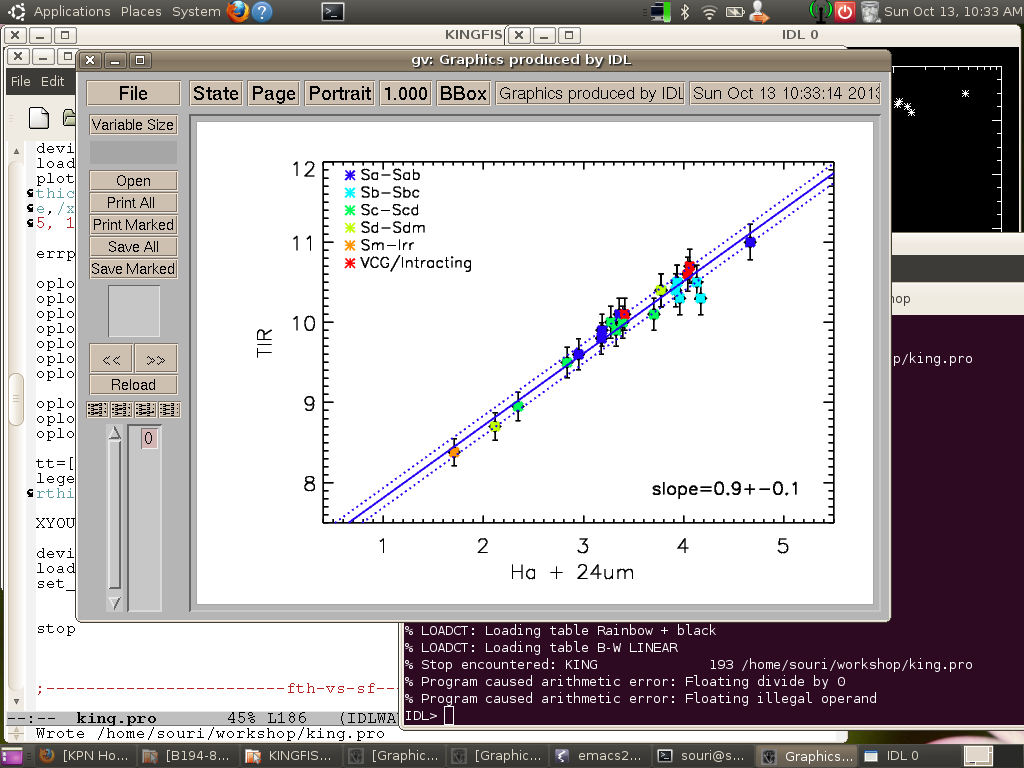 Applications Places System
Sun Oct 13, 10:33 AM
KINGFIS
IDL 0
gv: Graphics produced by IDL
File Edit
File
State
Page
Portrait
1.000
BBox
Graphics produced by IDL
Sun Oct 13 10:33:14 2013
Variable Size
Open
Print All
Print Marked
Save All
Save Marked
<< >>
Reload
0
devi
load
plot
thic
e,/x
5, 1
errp
oplo
oplo
oplo
oplo
oplo
oplo
oplo
oplo
oplo
oplo
tt=[
lege
rthi
XYOU
devi
load
set_
stop
;------------------------fth-vs-sf--
12
11
10
9
8
TIR
Sa-Sab
Sb-Sbc
Sc-Scd
Sd-Sdm
Sm-Irr
VCG/Intracting
slope=0.9+-0.1
1 2 3 4 5
Ha + 24um
hop
p/king.pro
% LOADCT: Loading table Rainbow + black
% LOADCT: Loading table B-W LINEAR
% Stop encountered: KING 193 /home/souri/workshop/king.pro
% Program caused arithmetic error: Floating divide by 0
% Program caused arithmetic error: Floating illegal operand
IDL>
--:-- king.pro 45% L186 (IDLWA
Wrote /home/souri/workshop/king.pro
[KPN Ho...
[B194-8...
KINGFIS...
[Graphic...
[Graphic...
emacs2...
souri@s...
Graphics...
IDL 0